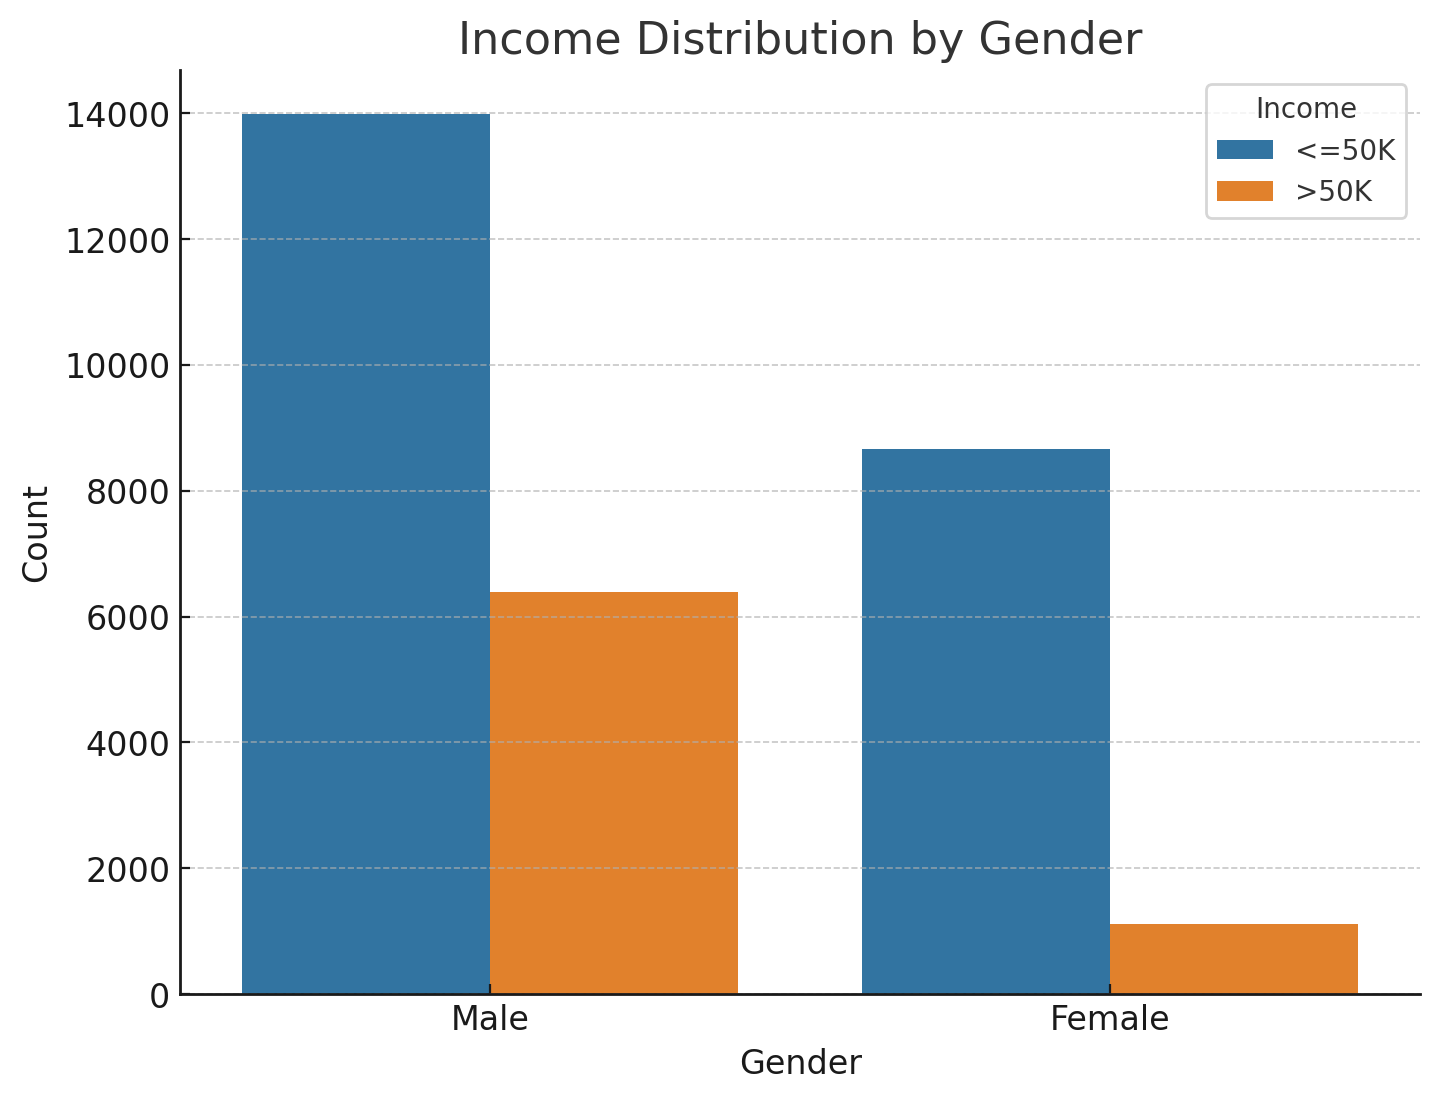 Income Distribution by Gender
Income
<=50K
>50K
14000
12000
10000
8000
6000
4000
2000
0
Count
Male
Female
Gender